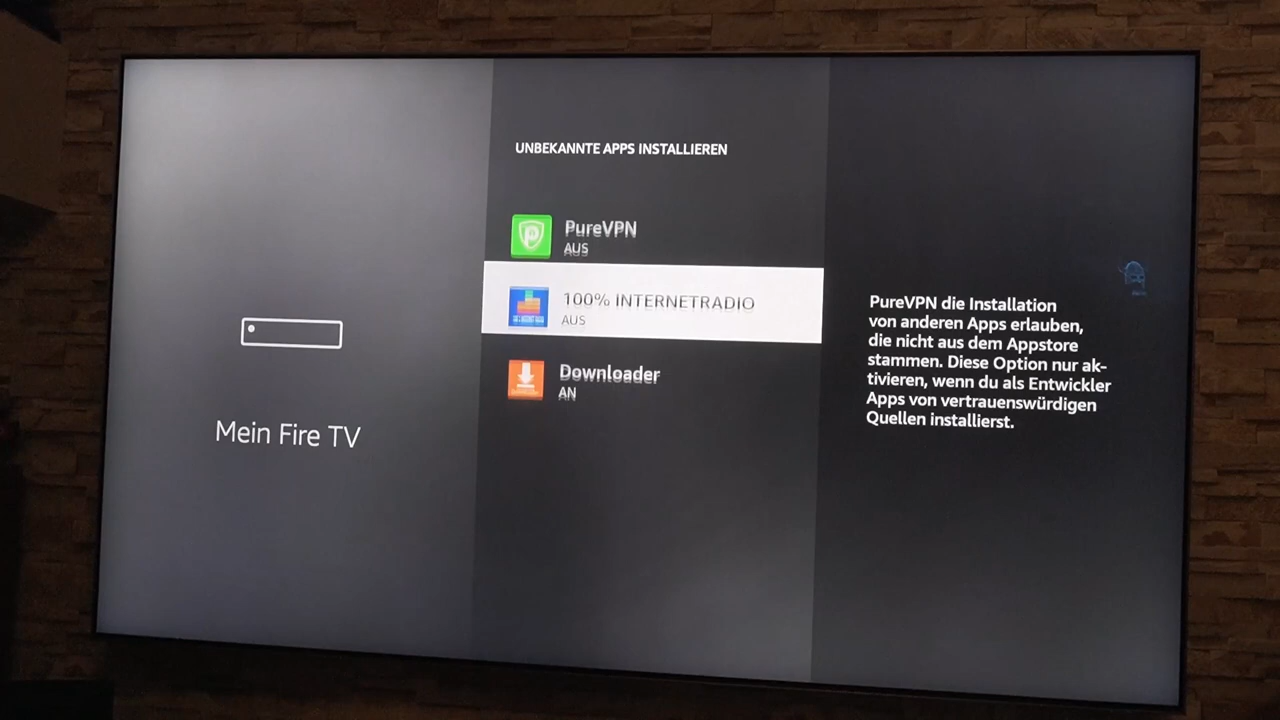 UNBEKANNTE APPS INSTALLIEREN
PureVPN
AUS
100% INTERNETRADIO
AUS
Downloader
AN
Mein Fire TV
PureVPN die Installation
von anderen Apps erlauben,
die nicht aus dem Appstore
stammen. Diese Option nur ak-
tivieren, wenn du als Entwickler
Apps von vertrauenswürdigen
Quellen installierst.